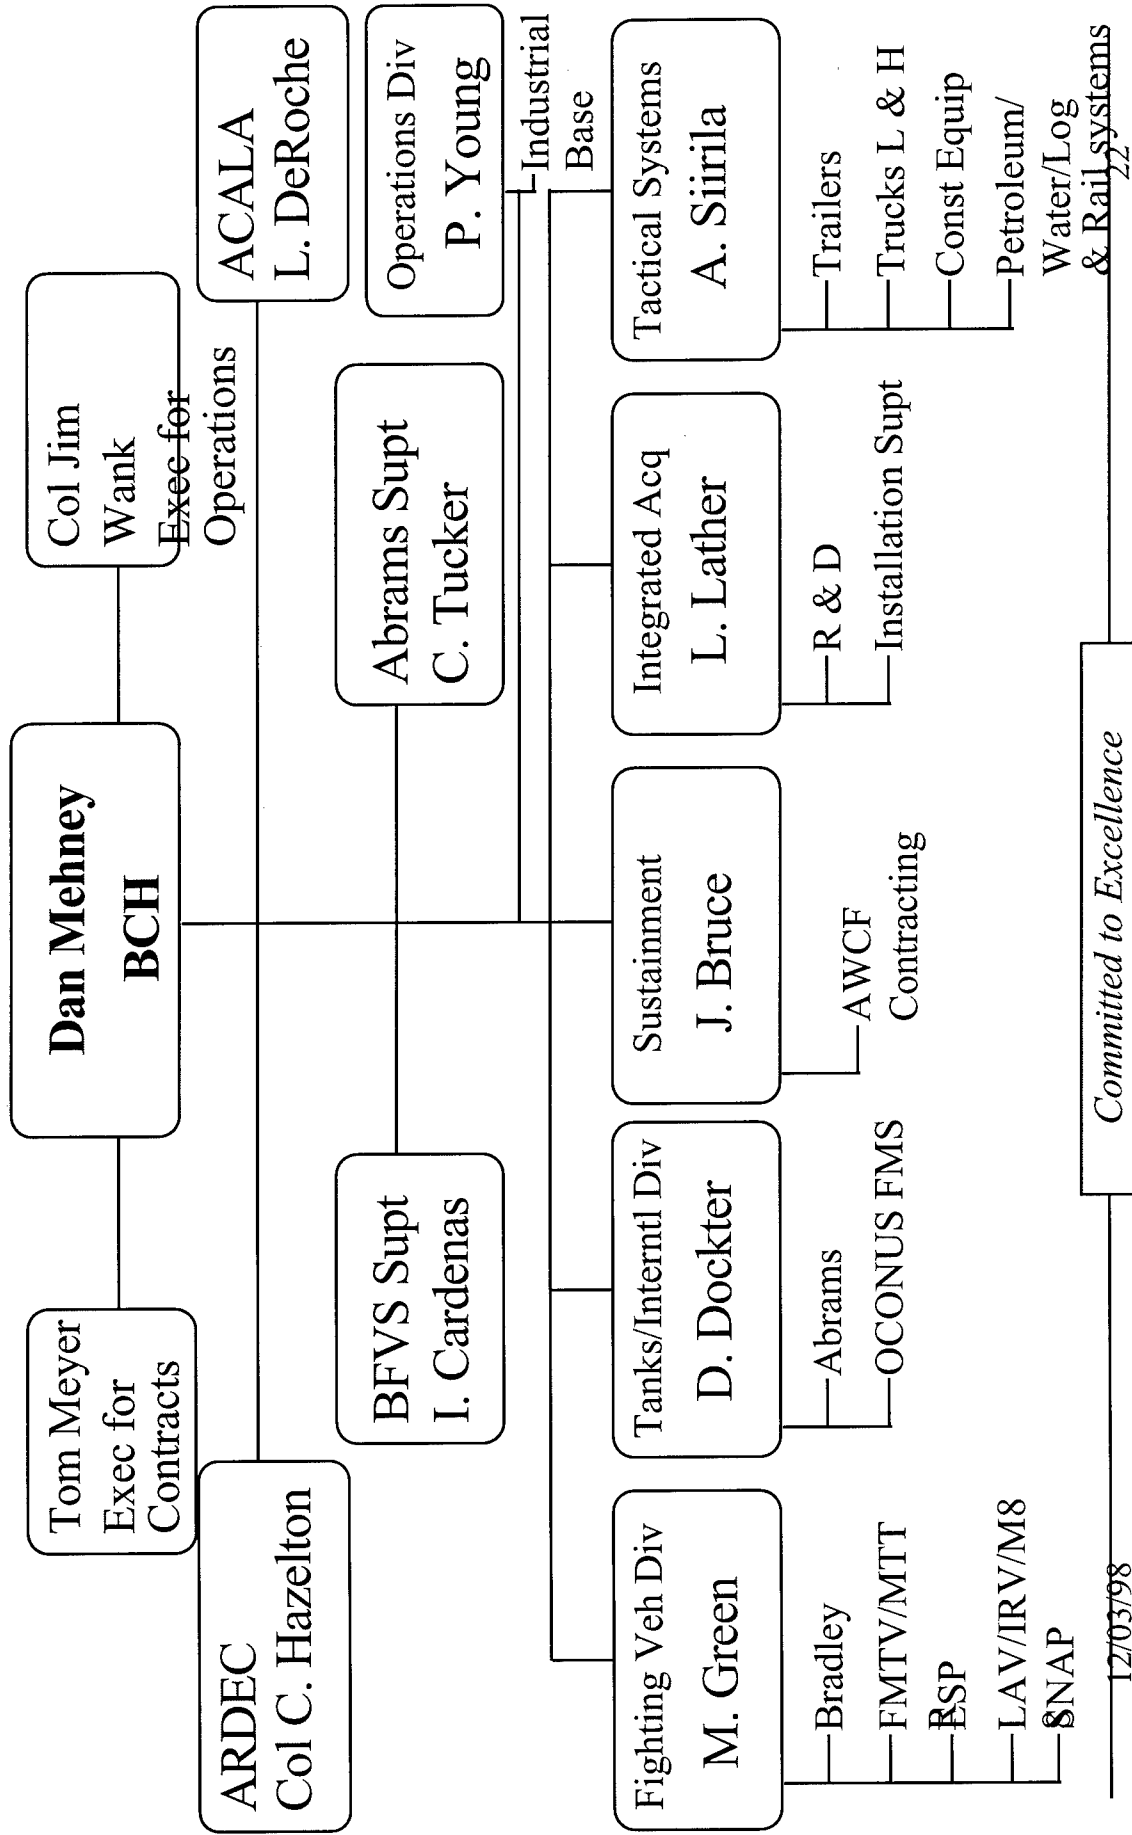 Dan Mehney
BCH
Tom Meyer
Exec for
Contracts
Col Jim
Wank
Exec for
Operations
ARDEC
Col C. Hazelton
ACALA
L. DeRoche
BFVS Supt
I. Cardenas
Abrams Supt
C. Tucker
Operations Div
P. Young
Industrial
Base
Fighting Veh Div
M. Green
Bradley
FMTV/MTT
R
ESP
LAV/IRV/M8
8
SNAP
Tanks/Interntl Div
D. Dockter
Abrams
OCONUS FMS
Sustainment
J. Bruce
AWCF
Contracting
Integrated Acq
L. Lather
R & D
Installation Supt
Tactical Systems
A. Siirila
Trailers
Trucks L & H
Const Equip
Petroleum/
Water/Log
& Rail systems
12/03/98
Committed to Excellence
22